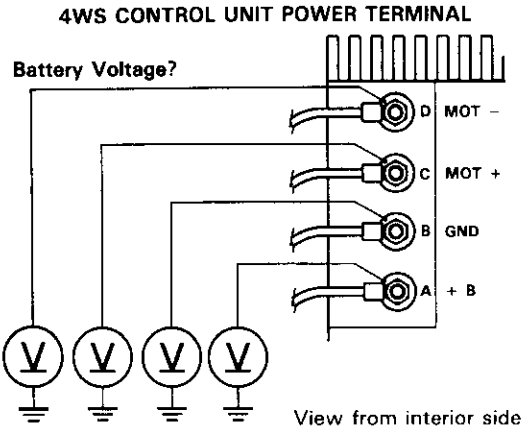 4WS CONTROL UNIT POWER TERMINAL
Battery Voltage?
D MOT −
C MOT +
B GND
A + B
V V V V
View from interior side